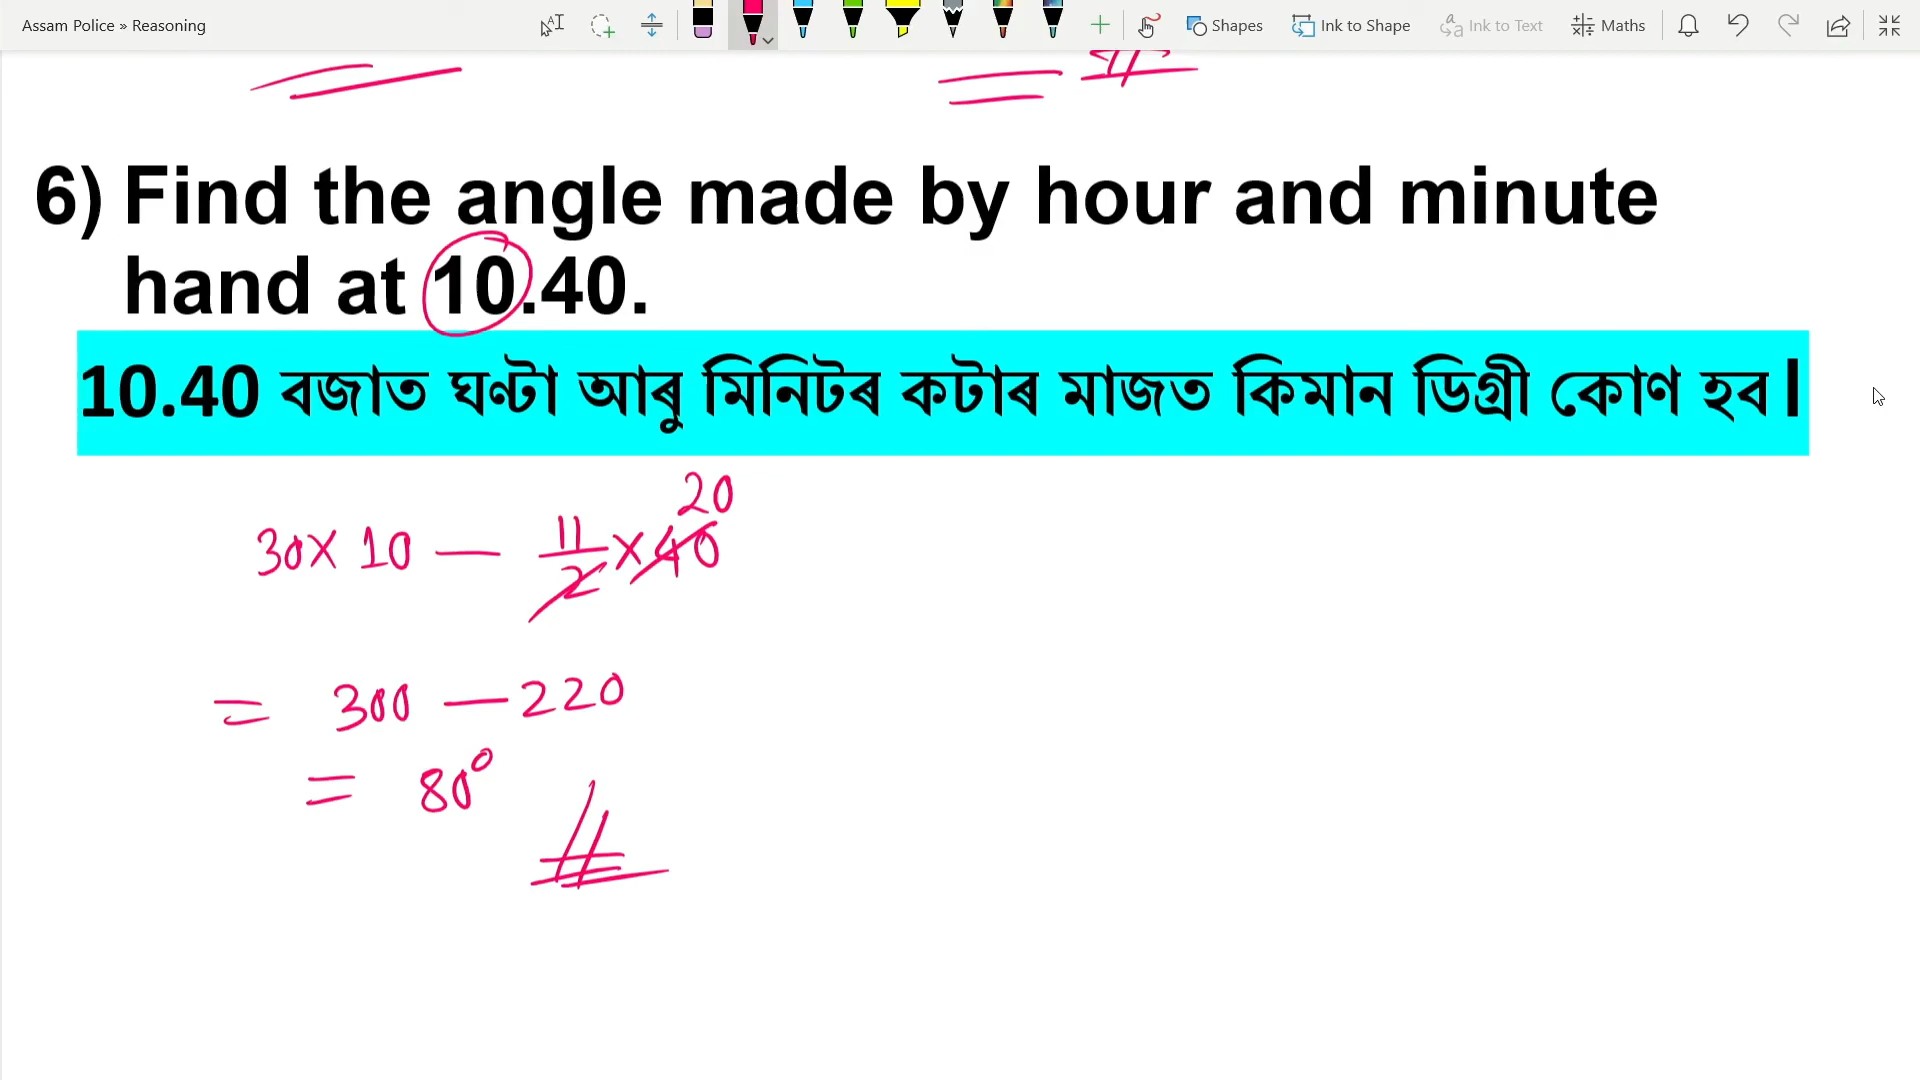 Assam Police » Reasoning Shapes Ink to Shape Ink to Text Maths
6) Find the angle made by hour and minute
hand at 10.40.
10.40 বজাত ঘণ্টা আৰু মিনিটৰ কটাৰ মাজত কিমান ডিগ্ৰী কোণ হব।
20
30 × 10 — 11/2 × 40
= 300 — 220
= 80°